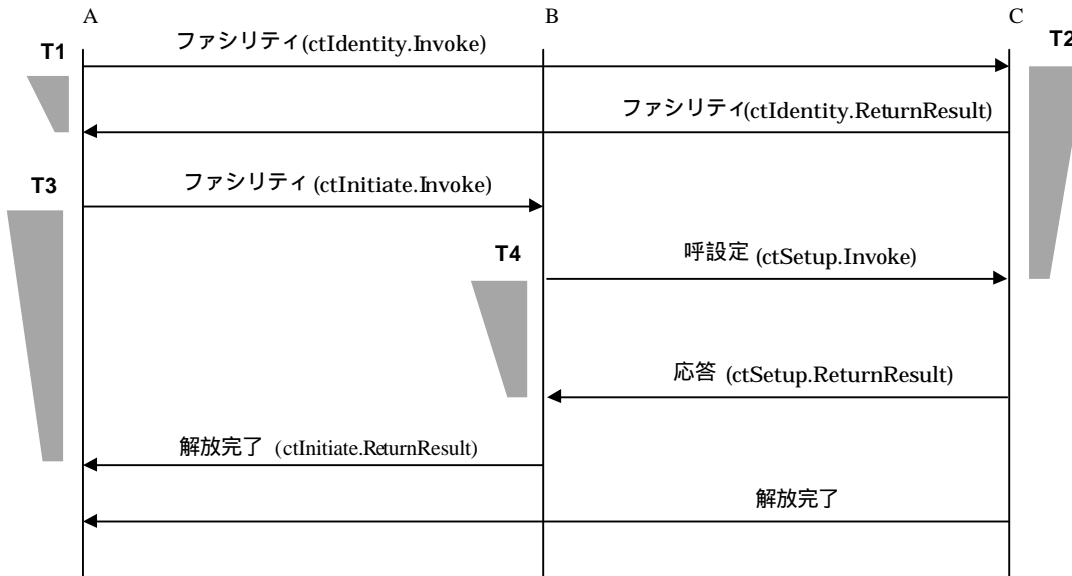 A
B
C
T1
ファシリティ(ctIdentity.Invoke)
T2
ファシリティ(ctIdentity.ReturnResult)
T3
ファシリティ (ctInitiate.Invoke)
T4
呼設定 (ctSetup.Invoke)
応答 (ctSetup.ReturnResult)
解放完了 (ctInitiate.ReturnResult)
解放完了